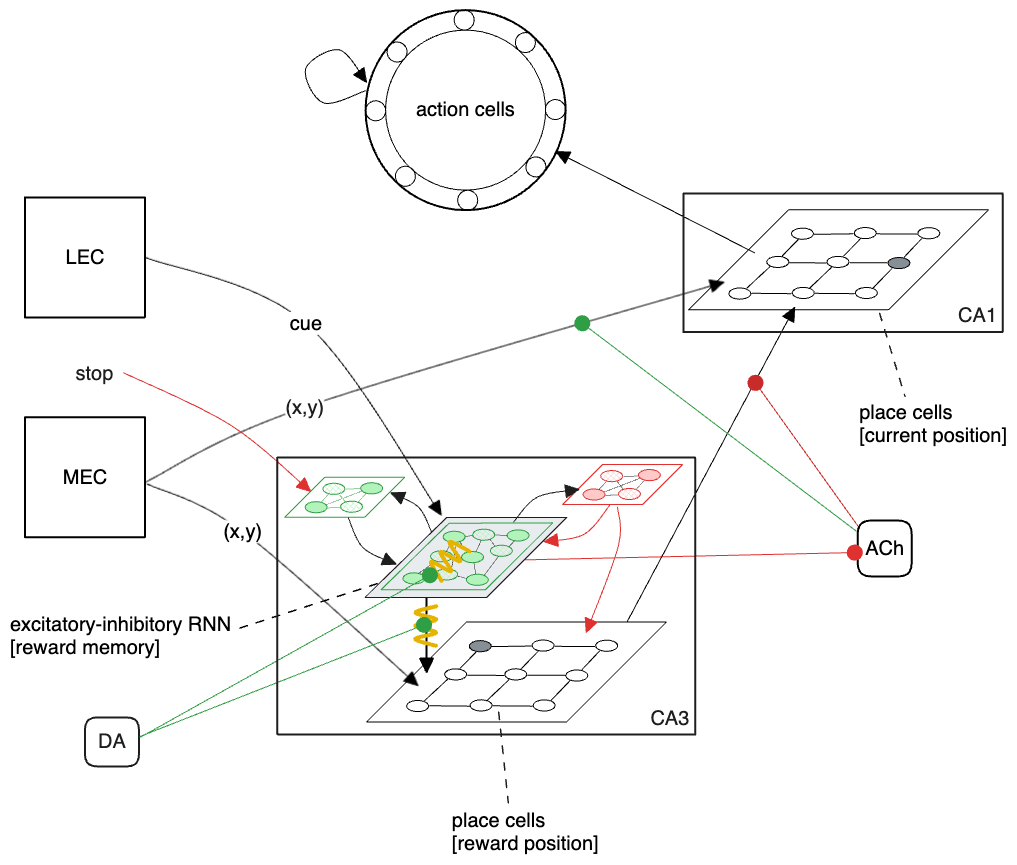 action cells
LEC
cue
CA1
stop
(x,y)
place cells
[current position]
MEC
(x,y)
ACh
excitatory-inhibitory RNN
[reward memory]
CA3
DA
place cells
[reward position]